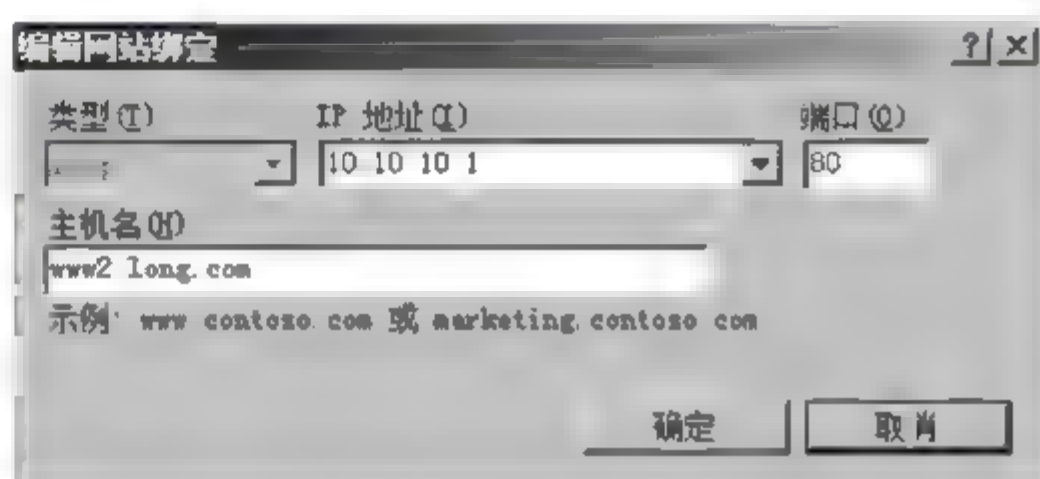 编辑网站绑定
类型(T) IP 地址(I) 端口(O)
10 10 10 1 80
主机名(H)
www2 long.com
示例: www contoso.com 或 marketing.contoso com
确定 取消